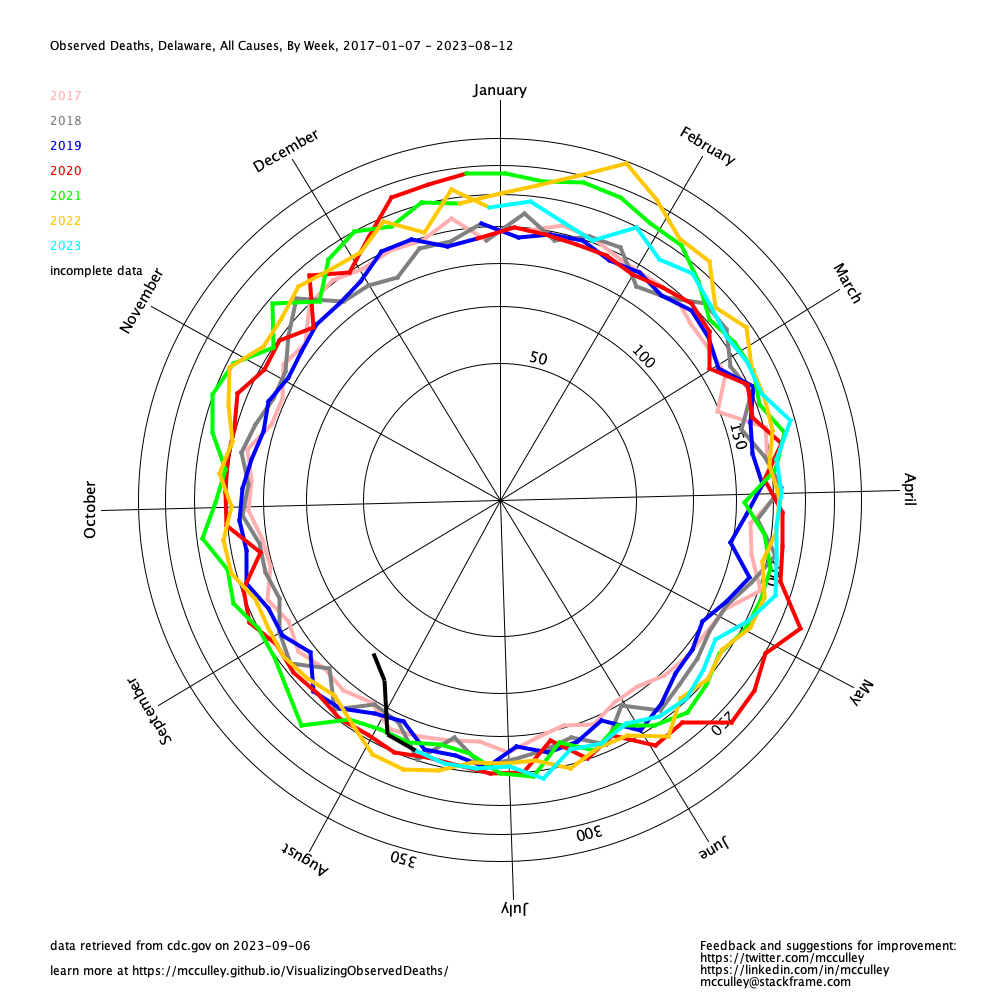 Observed Deaths, Delaware, All Causes, By Week, 2017-01-07 - 2023-08-12
January
2017
2018
2019
2020
2021
2022
2023
incomplete data
December
February
November
March
50
100
150
October
April
250
September
May
300
350
August
June
July
data retrieved from cdc.gov on 2023-09-06
learn more at https://mcculley.github.io/VisualizingObservedDeaths/
Feedback and suggestions for improvement:
https://twitter.com/mcculley
https://linkedin.com/in/mcculley
mcculley@stackframe.com